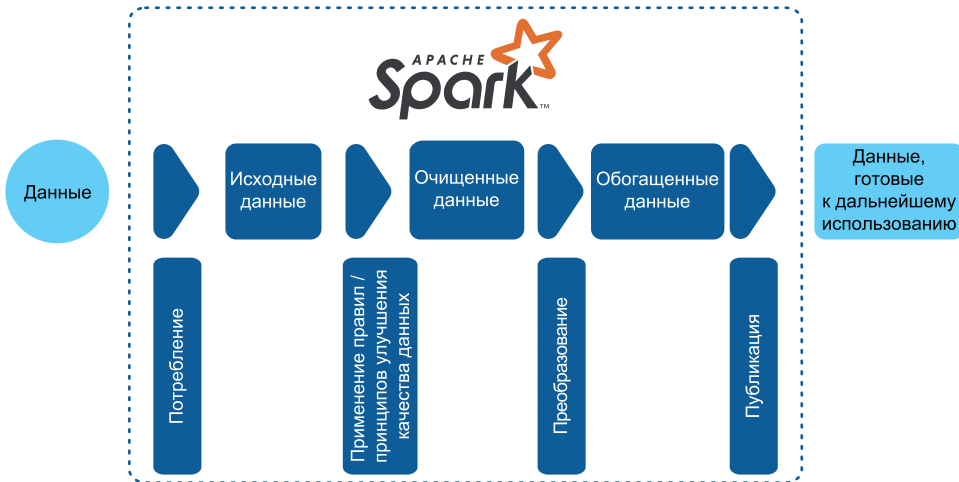 APACHE
Spark
TM
Данные
Исходные
данные
Очищенные
данные
Обогащенные
данные
Данные,
готовые
к дальнейшему
использованию
Потребление
Применение правил /
принципов улучшения
качества данных
Преобразование
Публикация